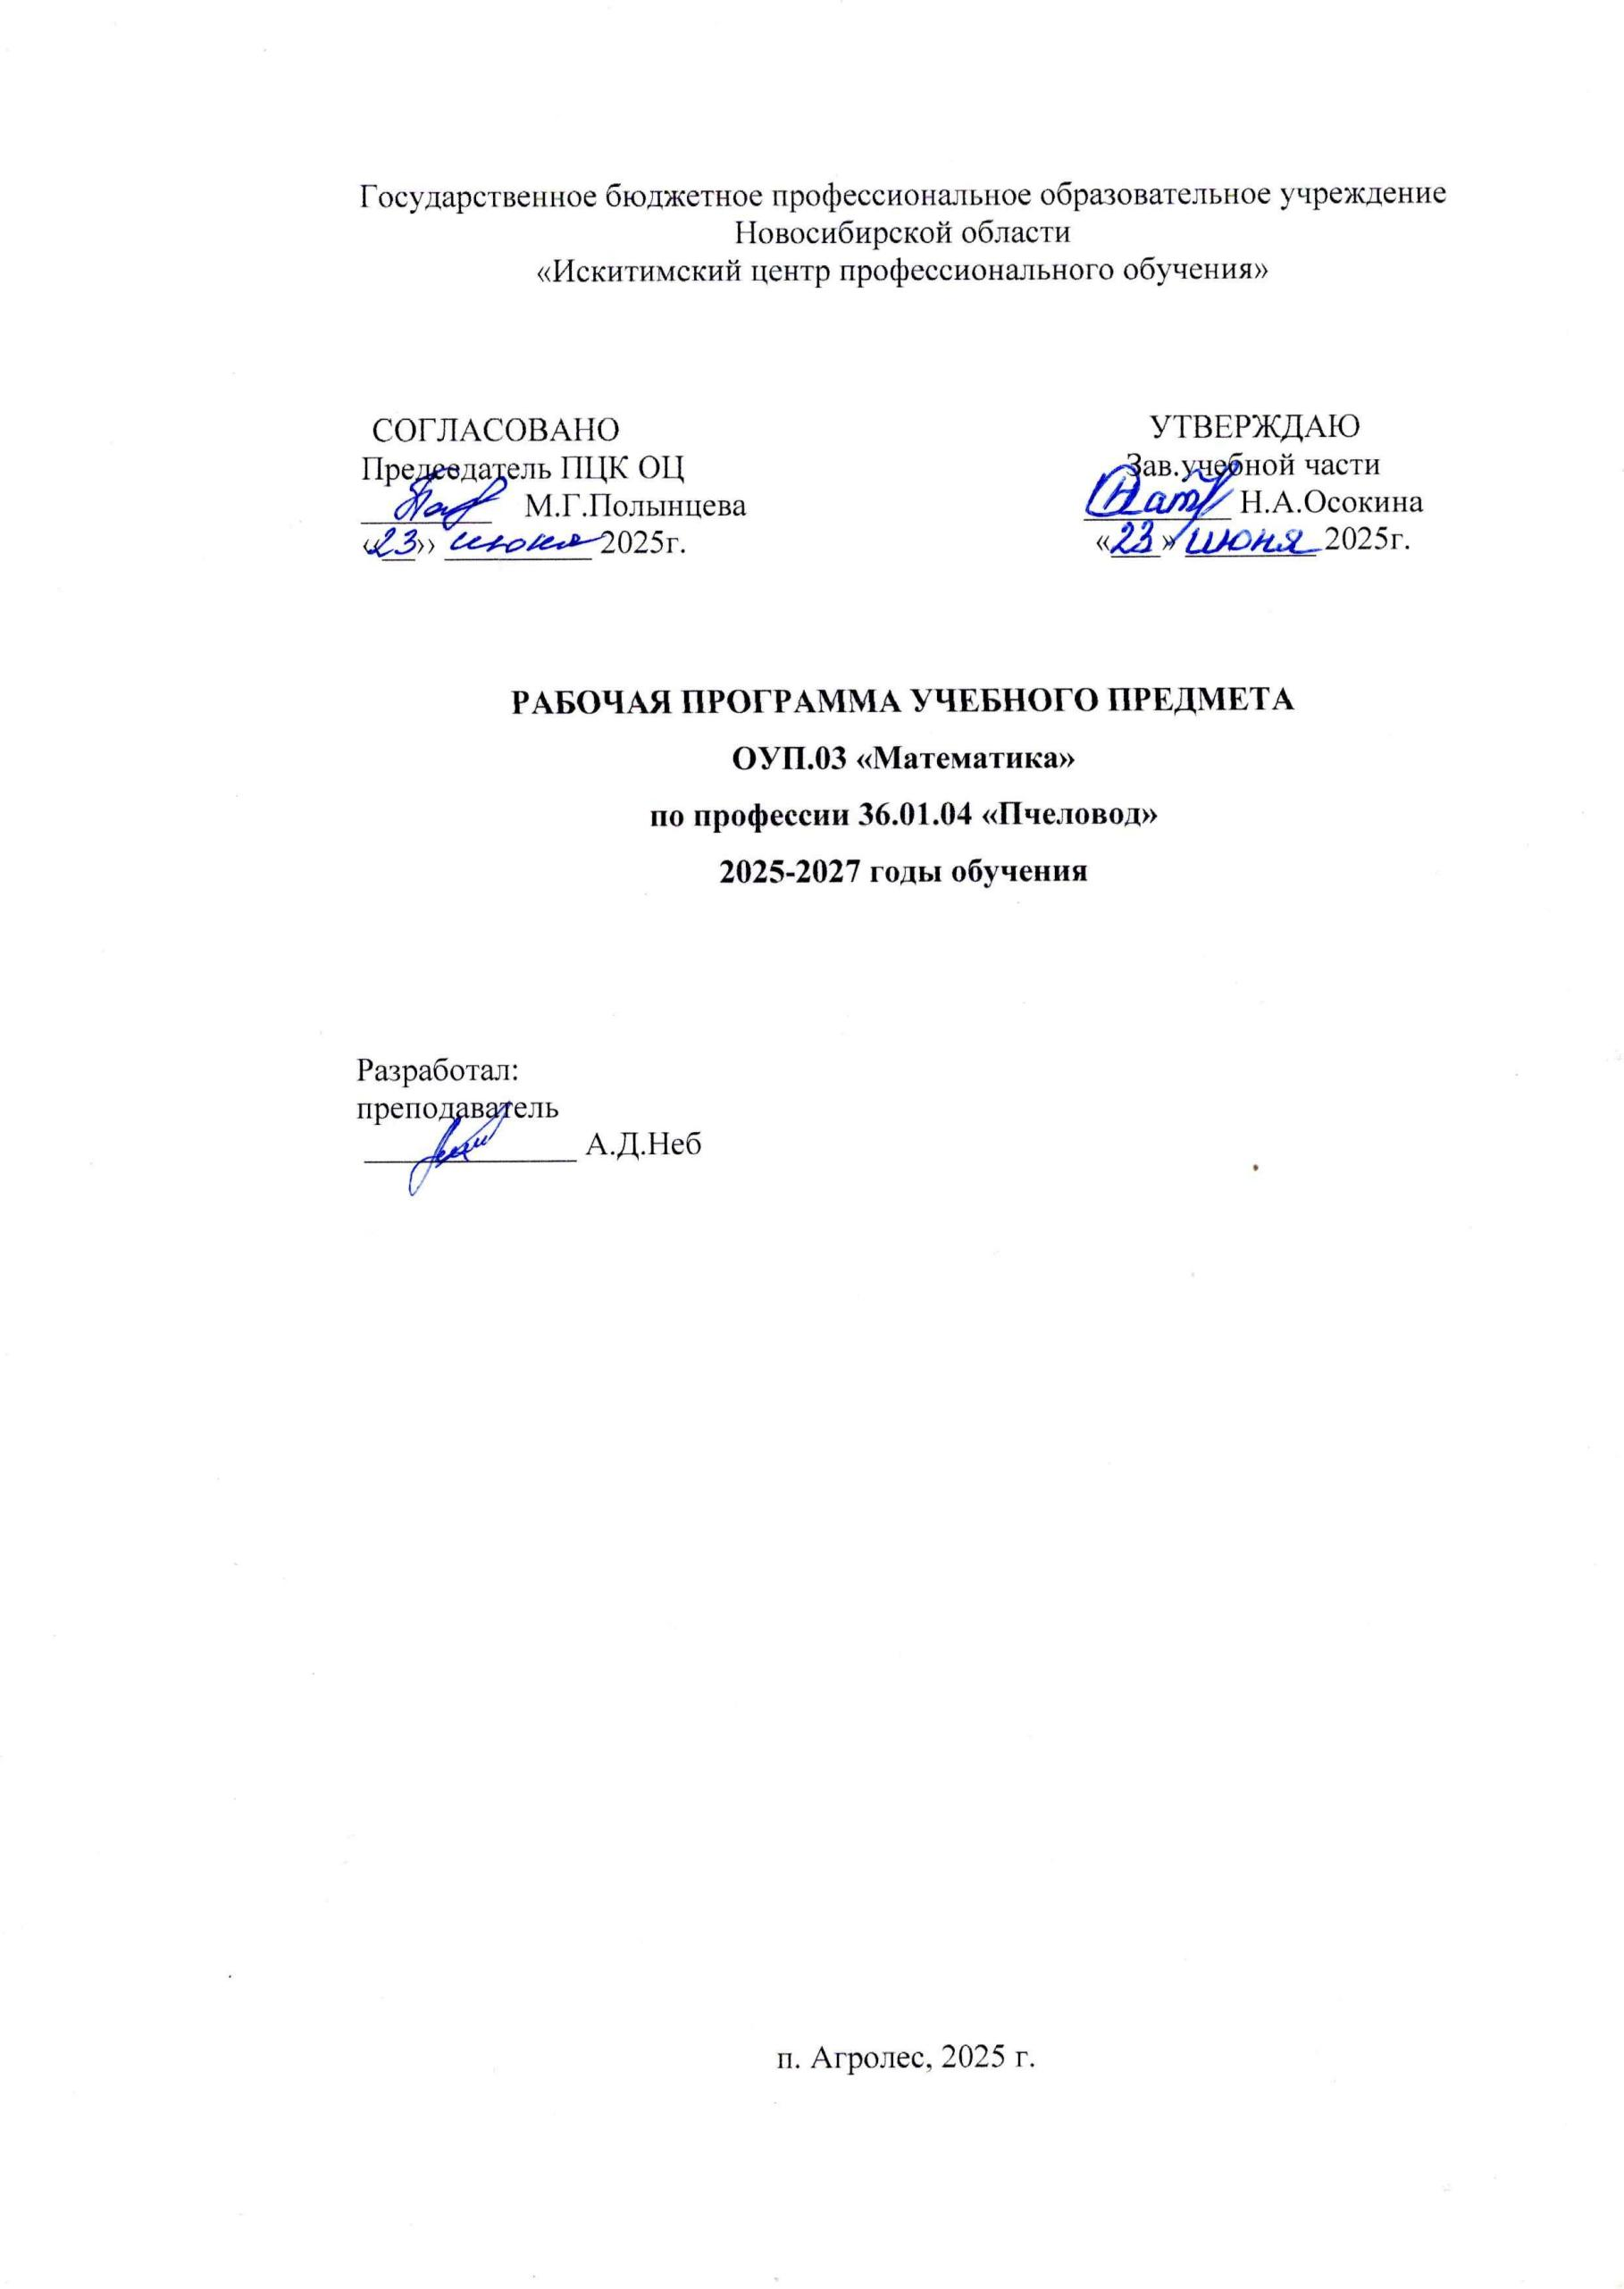 Государственное бюджетное профессиональное образовательное учреждение
Новосибирской области
«Искитимский центр профессионального обучения»
СОГЛАСОВАНО
Председатель ПЦК ОЦ
М.Г.Полынцева
«23» июня 2025г.
УТВЕРЖДАЮ
Зав.учебной части
Н.А.Осокина
«23» июня 2025г.
РАБОЧАЯ ПРОГРАММА УЧЕБНОГО ПРЕДМЕТА
ОУП.03 «Математика»
по профессии 36.01.04 «Пчеловод»
2025-2027 годы обучения
Разработал:
преподаватель
А.Д.Неб
п. Агролес, 2025 г.